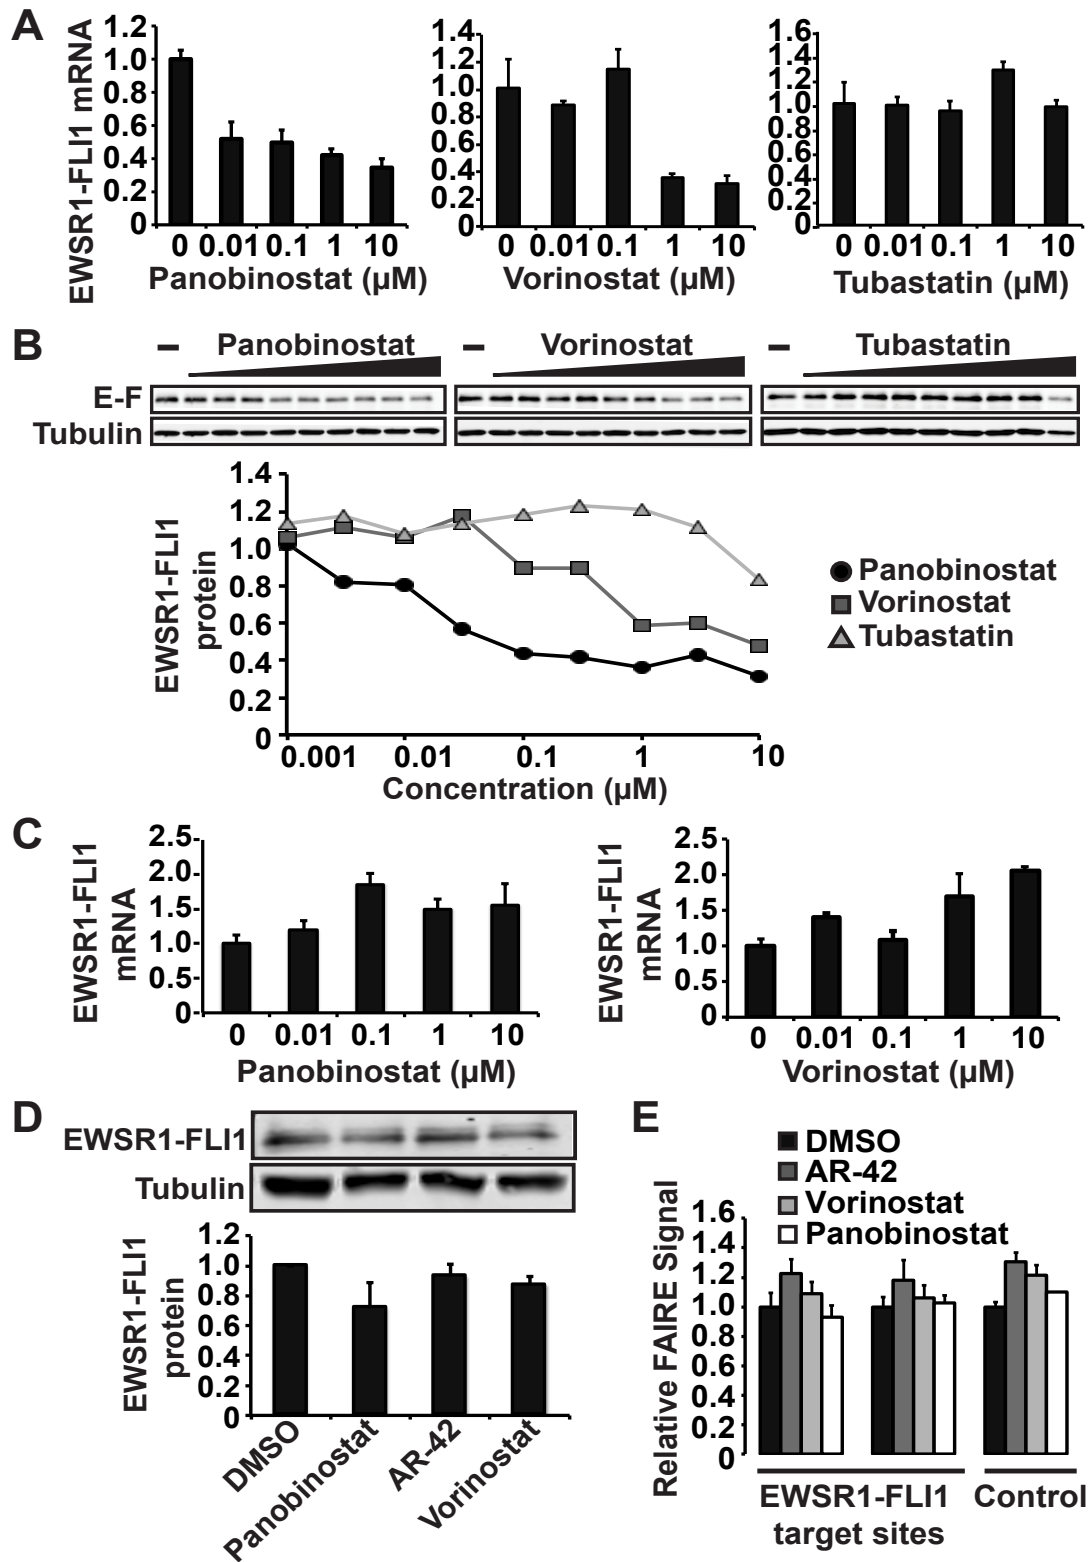 A
EWSR1-FLI1 mRNA
1.2
1.0
0.8
0.6
0.4
0.2
0
0 0.01 0.1 1 10
Panobinostat (µM)
1.4
1.2
1.0
0.8
0.6
0.4
0.2
0
0 0.01 0.1 1 10
Vorinostat (µM)
1.6
1.4
1.2
1.0
0.8
0.6
0.4
0.2
0
0 0.01 0.1 1 10
Tubastatin (µM)
B
– Panobinostat – Vorinostat – Tubastatin
E-F
Tubulin
EWSR1-FLI1
protein
1.4
1.2
1.0
0.8
0.6
0.4
0.2
0
0.001 0.01 0.1 1 10
Concentration (µM)
Panobinostat
Vorinostat
Tubastatin
C
EWSR1-FLI1
mRNA
2.5
2.0
1.5
1.0
0.5
0
0 0.01 0.1 1 10
Panobinostat (µM)
EWSR1-FLI1
mRNA
2.5
2.0
1.5
1.0
0.5
0
0 0.01 0.1 1 10
Vorinostat (µM)
D
EWSR1-FLI1
Tubulin
EWSR1-FLI1
protein
1.2
1.0
0.8
0.6
0.4
0.2
0
DMSO
Panobinostat
AR-42
Vorinostat
E
DMSO
AR-42
Vorinostat
Panobinostat
Relative FAIRE Signal
1.6
1.4
1.2
1.0
0.8
0.6
0.4
0.2
0
EWSR1-FLI1
target sites
Control